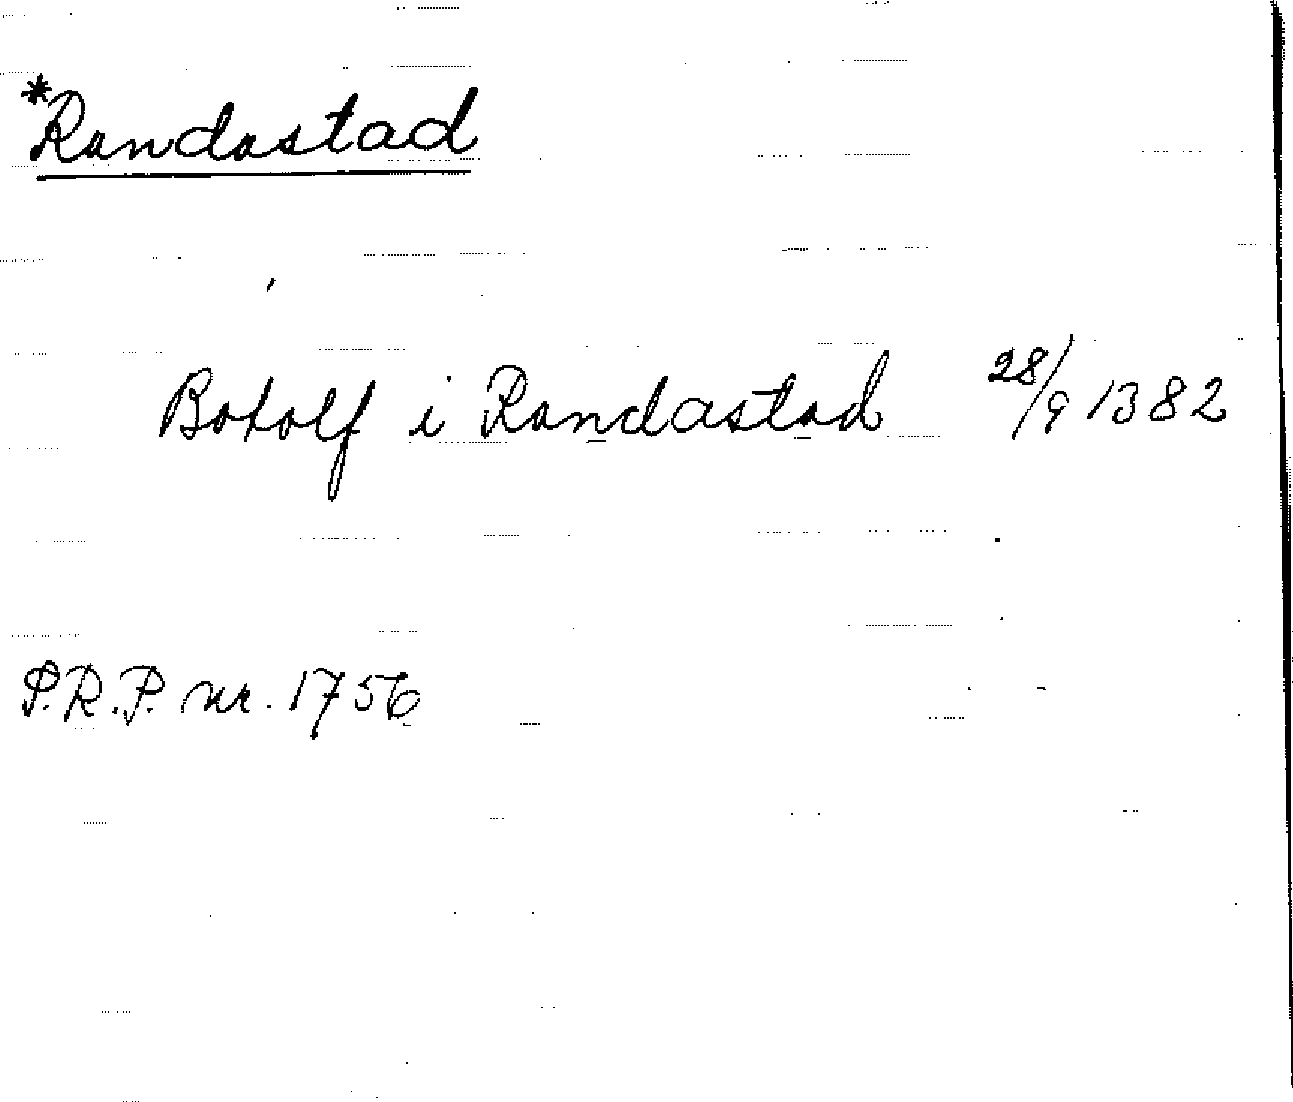 *Randastad
Botolf i Randastad 28/9 1382
P.R.P. nr. 1756